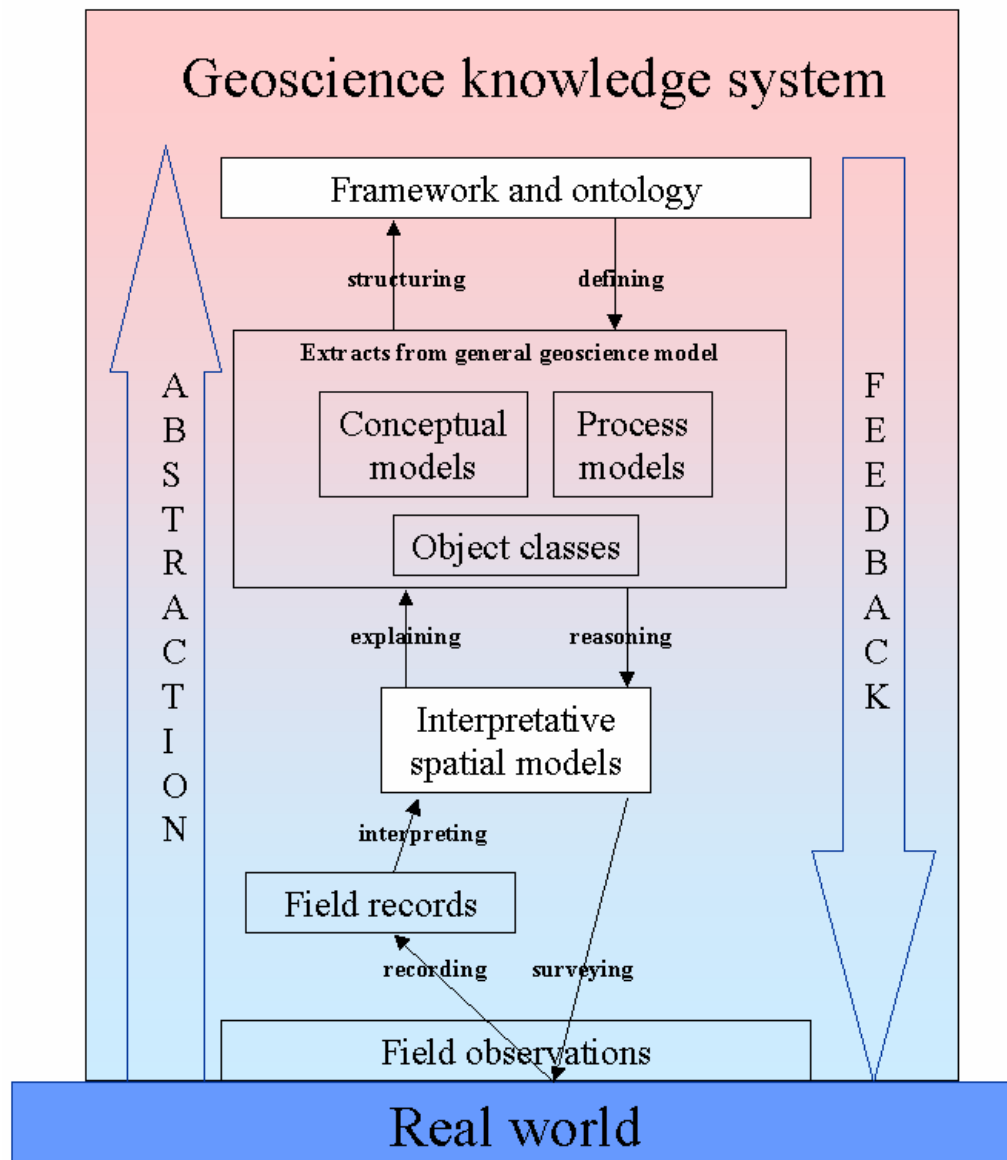 Geoscience knowledge system
Framework and ontology
structuring
defining
Extracts from general geoscience model
Conceptual
models
Process
models
Object classes
explaining
reasoning
Interpretative
spatial models
interpreting
Field records
recording
surveying
Field observations
Real world
ABSTRACTION
FEEDBACK